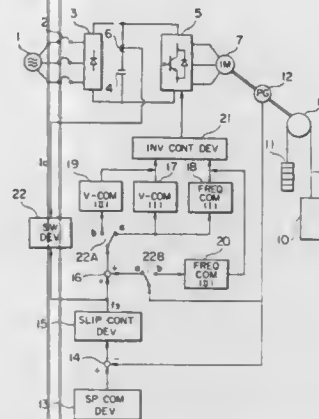 2 3 6 5
1 7
IM 12
PG
4
21
INV CONT DEV
11
19 17
18
22
V-COM V-COM FREQ COM
SW DEV
b a
22A
10
22B 20
16 + a b
FREQ COM
+
fs
15
SLIP CONT DEV
14 -
+
13
SP COM DEV